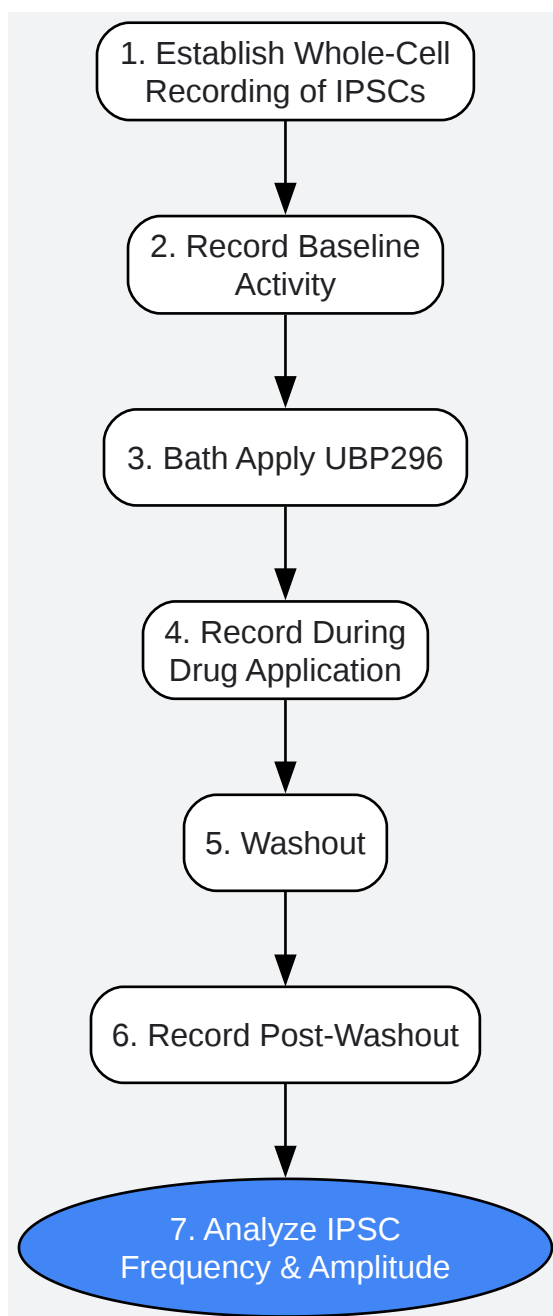 1. Establish Whole-Cell
Recording of IPSCs
2. Record Baseline
Activity
3. Bath Apply UBP296
4. Record During
Drug Application
5. Washout
6. Record Post-Washout
7. Analyze IPSC
Frequency & Amplitude